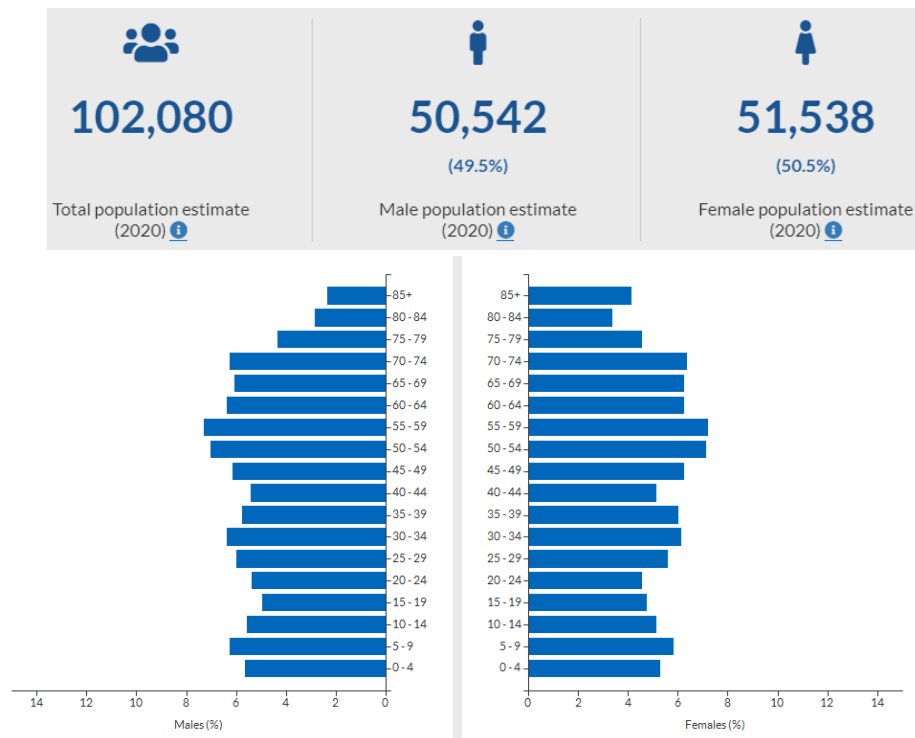 102,080
50,542
51,538
(49.5%)
(50.5%)
Total population estimate
(2020)
Male population estimate
(2020)
Female population estimate
(2020)
85+
80 - 84
75 - 79
70 - 74
65 - 69
60 - 64
55 - 59
50 - 54
45 - 49
40 - 44
35 - 39
30 - 34
25 - 29
20 - 24
15 - 19
10 - 14
5 - 9
0 - 4
14 12 10 8 6 4 2 0
Males (%)
85+
80 - 84
75 - 79
70 - 74
65 - 69
60 - 64
55 - 59
50 - 54
45 - 49
40 - 44
35 - 39
30 - 34
25 - 29
20 - 24
15 - 19
10 - 14
5 - 9
0 - 4
0 2 4 6 8 10 12 14
Females (%)